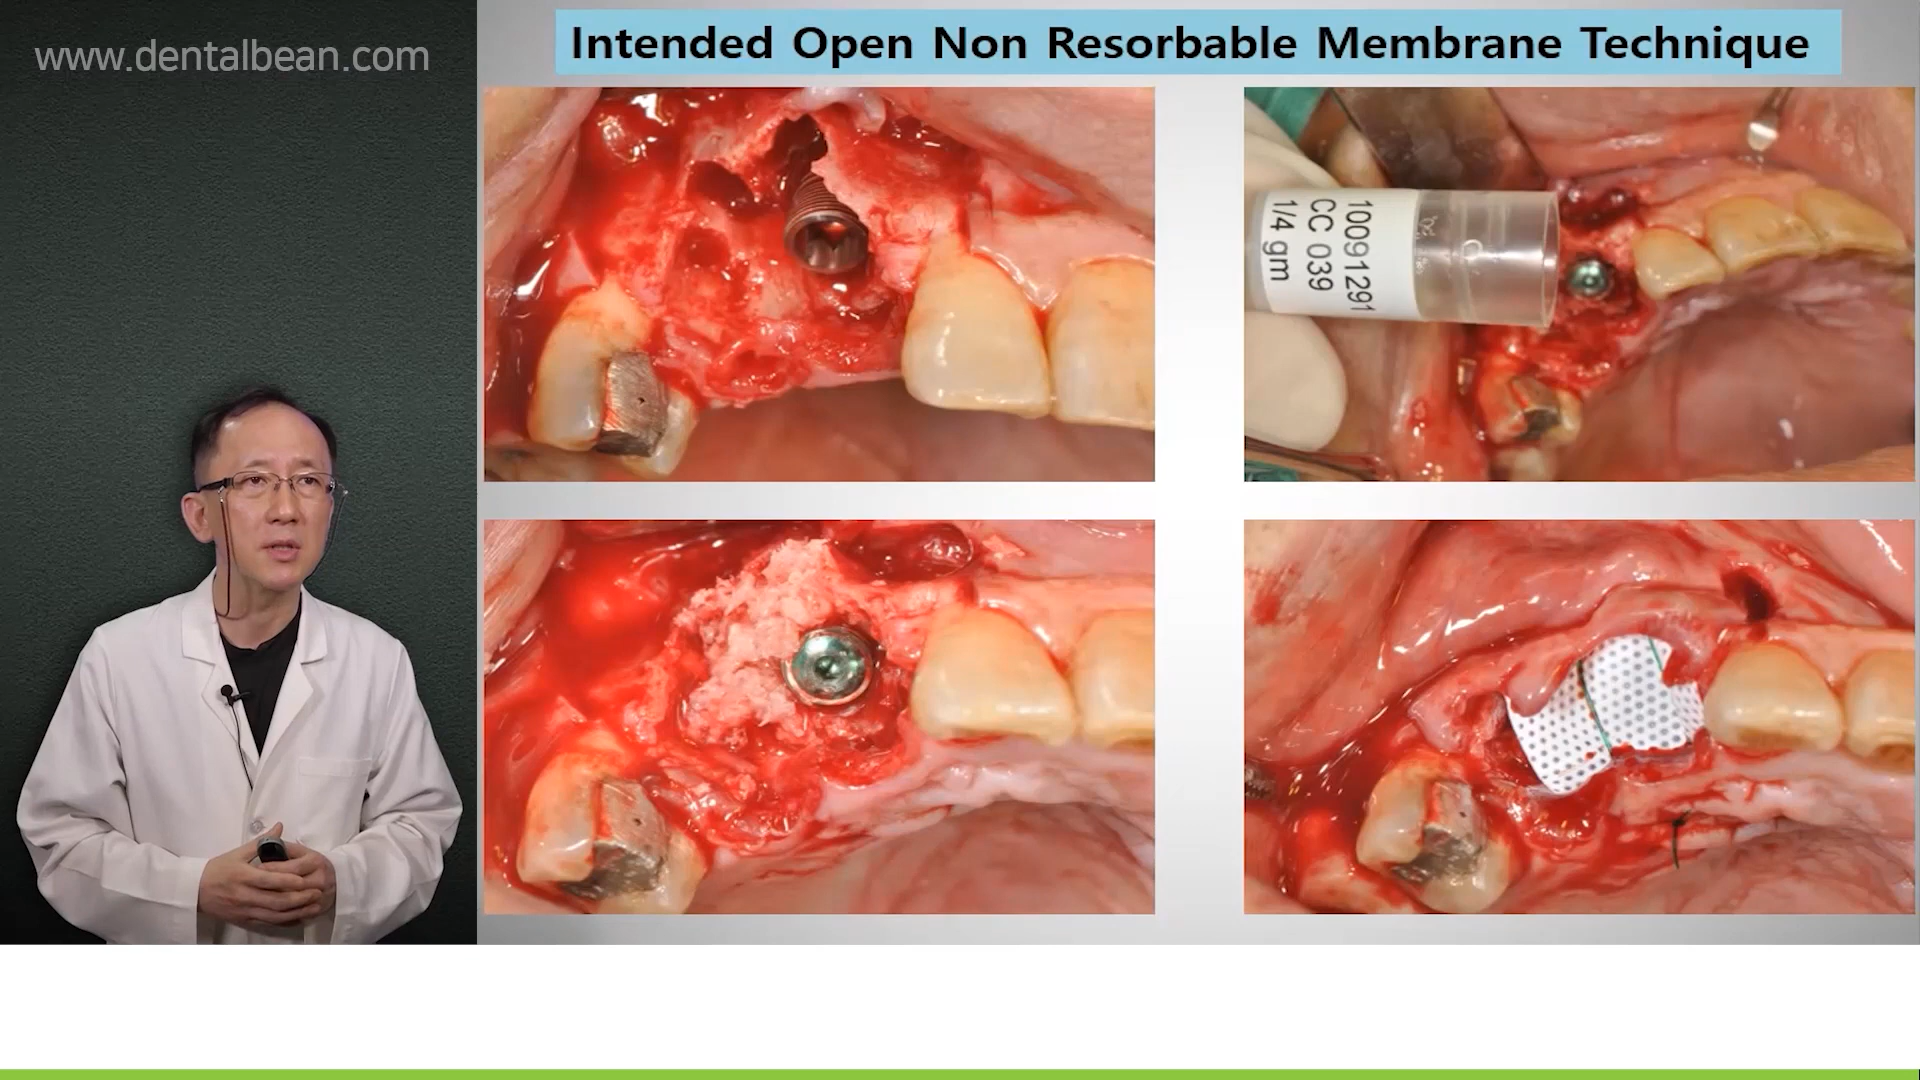 www.dentalbean.com
Intended Open Non Resorbable Membrane Technique
10091291
CC 039
1/4 gm